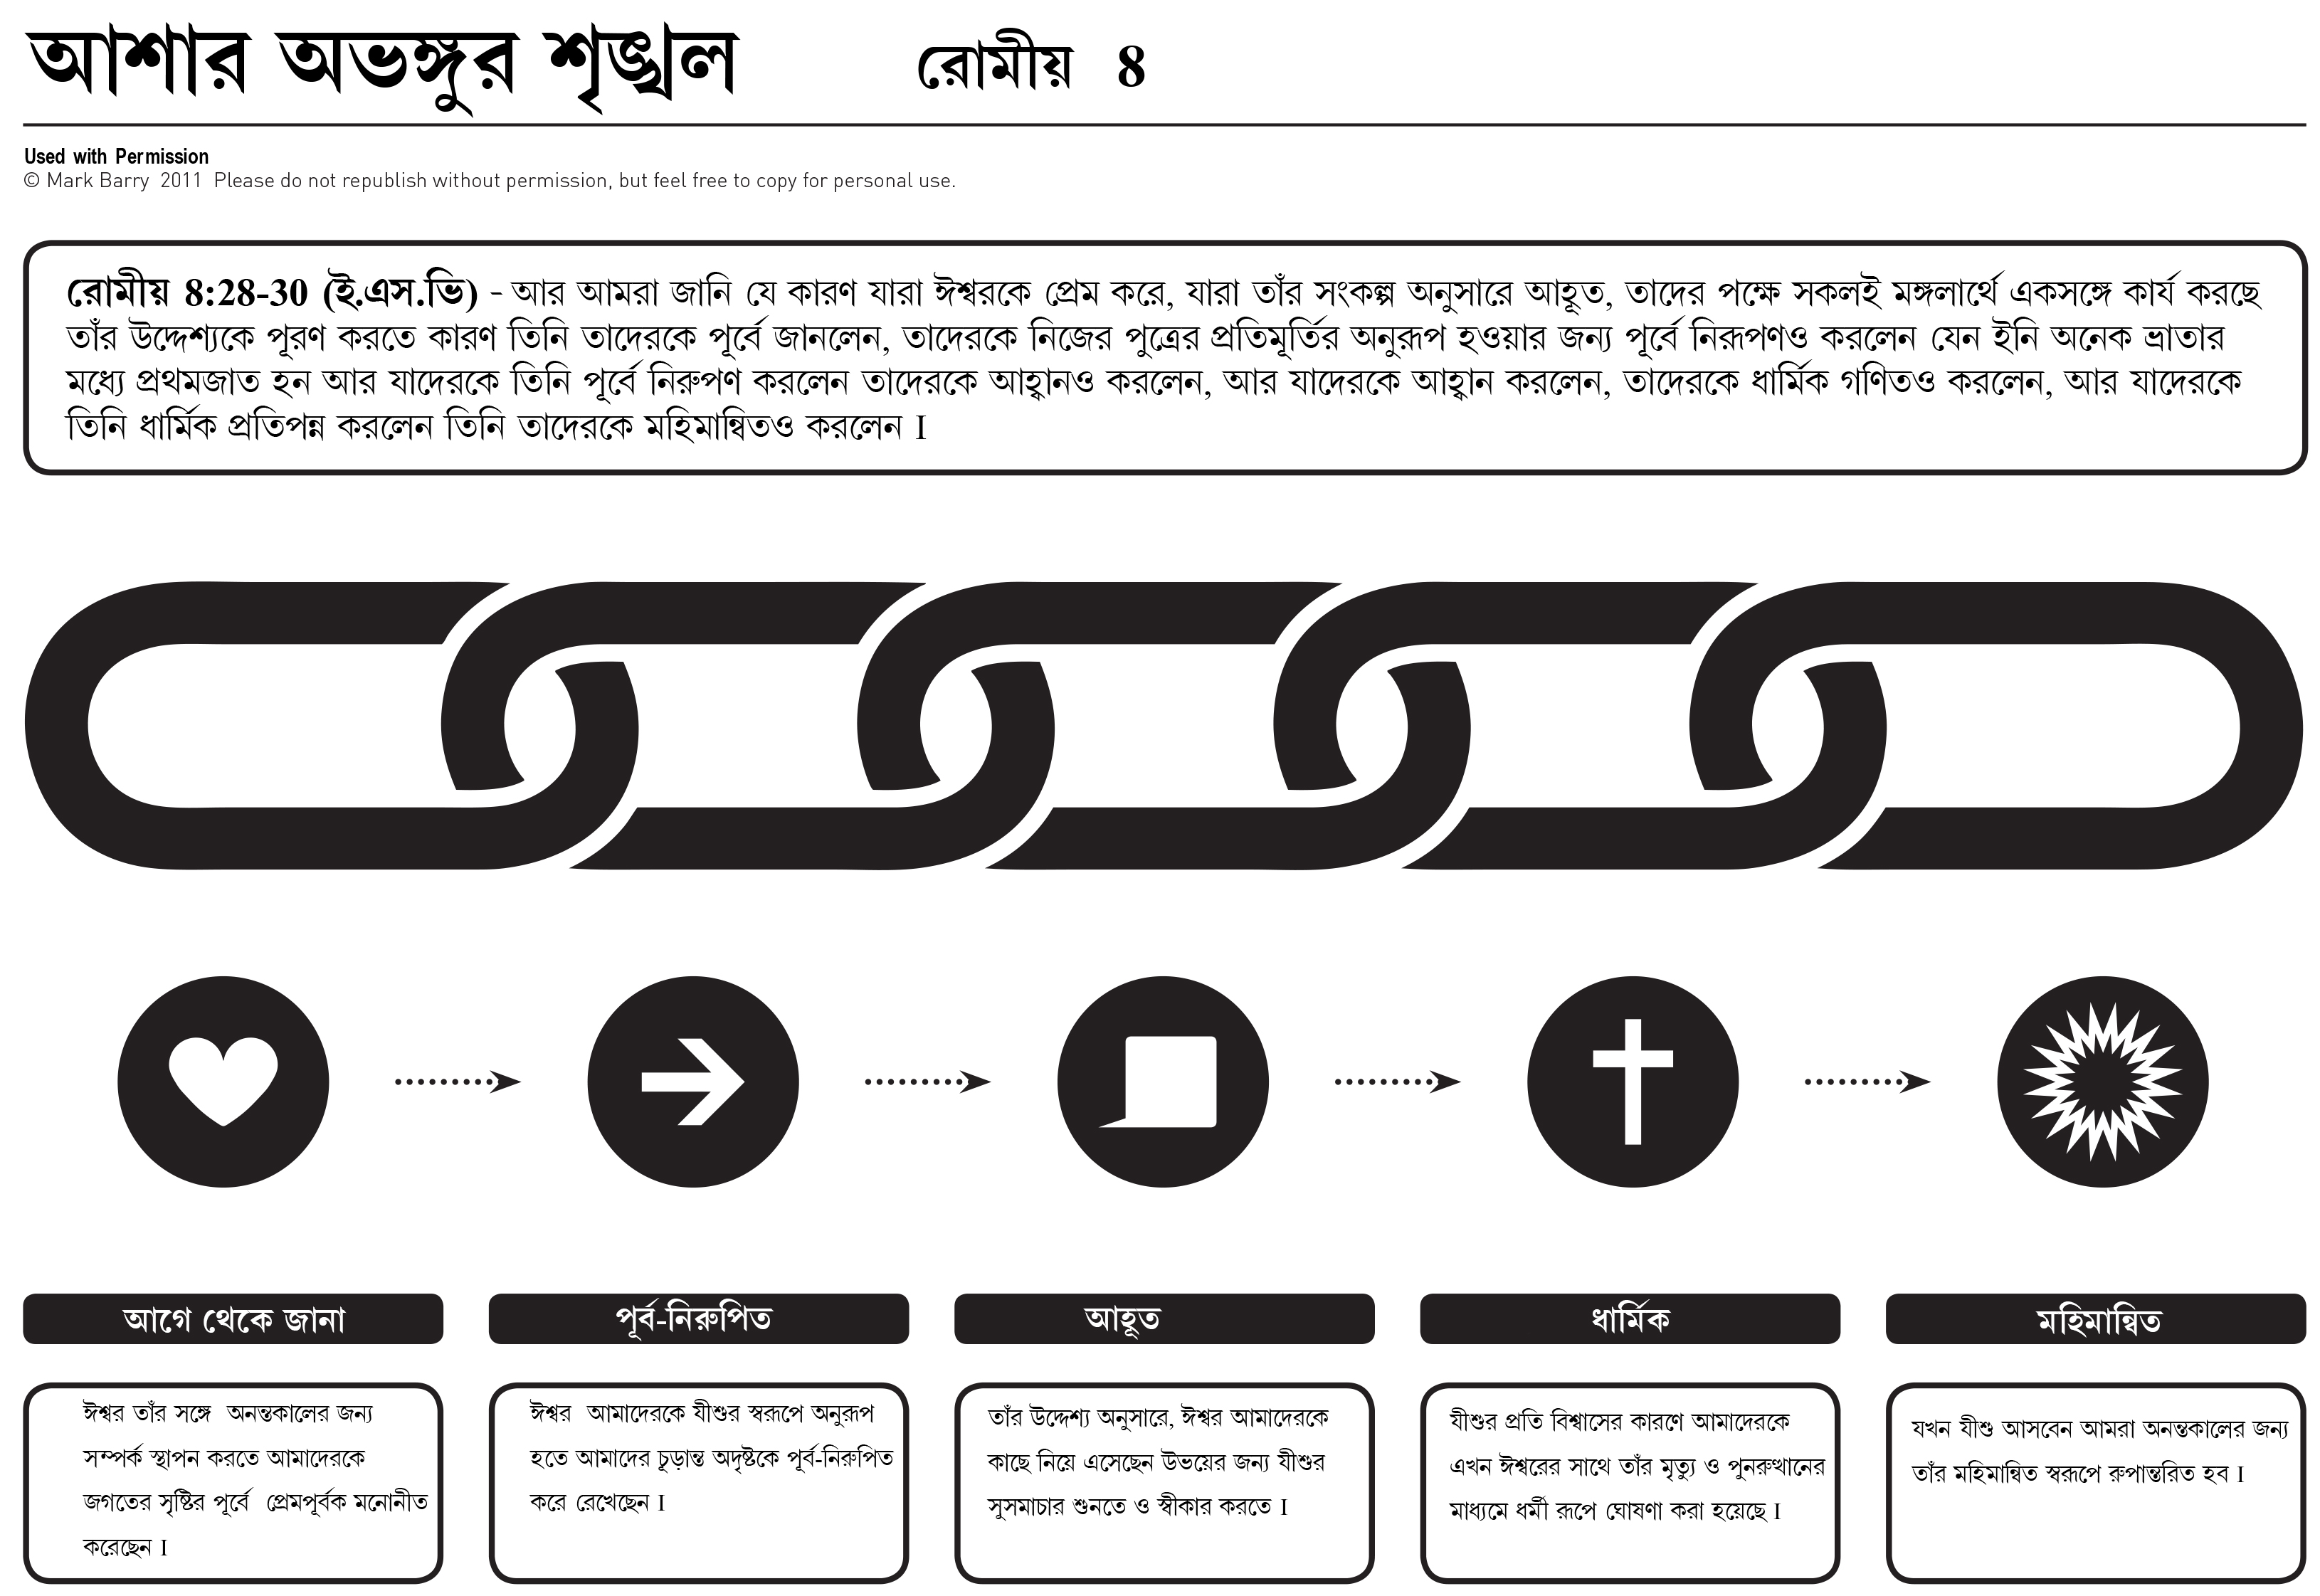 আশার অভঙ্গুর শৃঙ্খল রোমীয় ৪
Used with Permission
© Mark Barry 2011 Please do not republish without permission, but feel free to copy for personal use.
রোমীয় 8:28-30 (ই.এস.ভি) - আর আমরা জানি যে কারণ যারা ঈশ্বরকে প্রেম করে, যারা তাঁর সংকল্প অনুসারে আহূত, তাদের পক্ষে সকলই মঙ্গলার্থে একসঙ্গে কার্য করছে
তাঁর উদ্দেশ্যকে পূরণ করতে কারণ তিনি তাদেরকে পূর্বে জানলেন, তাদেরকে নিজের পুত্রের প্রতিমূর্তির অনুরূপ হওয়ার জন্য পূর্বে নিরূপণও করলেন যেন ইনি অনেক ভ্রাতার
মধ্যে প্রথমজাত হন আর যাদেরকে তিনি পূর্বে নিরুপণ করলেন তাদেরকে আহ্বানও করলেন, আর যাদেরকে আহ্বান করলেন, তাদেরকে ধার্মিক গণিতও করলেন, আর যাদেরকে
তিনি ধার্মিক প্রতিপন্ন করলেন তিনি তাদেরকে মহিমান্বিতও করলেন I
আগে থেকে জানা
ঈশ্বর তাঁর সঙ্গে অনন্তকালের জন্য
সম্পর্ক স্থাপন করতে আমাদেরকে
জগতের সৃষ্টির পূর্বে প্রেমপূর্বক মনোনীত
করেছেন I
পূর্ব-নিরুপিত
ঈশ্বর আমাদেরকে যীশুর স্বরূপে অনুরূপ
হতে আমাদের চূড়ান্ত অদৃষ্টকে পূর্ব-নিরুপিত
করে রেখেছেন I
আহূত
তাঁর উদ্দেশ্য অনুসারে, ঈশ্বর আমাদেরকে
কাছে নিয়ে এসেছেন উভয়ের জন্য যীশুর
সুসমাচার শুনতে ও স্বীকার করতে I
ধার্মিক
যীশুর প্রতি বিশ্বাসের কারণে আমাদেরকে
এখন ঈশ্বরের সাথে তাঁর মৃত্যু ও পুনরুত্থানের
মাধ্যমে ধর্মী রূপে ঘোষণা করা হয়েছে I
মহিমান্বিত
যখন যীশু আসবেন আমরা অনন্তকালের জন্য
তাঁর মহিমান্বিত স্বরূপে রুপান্তরিত হব I